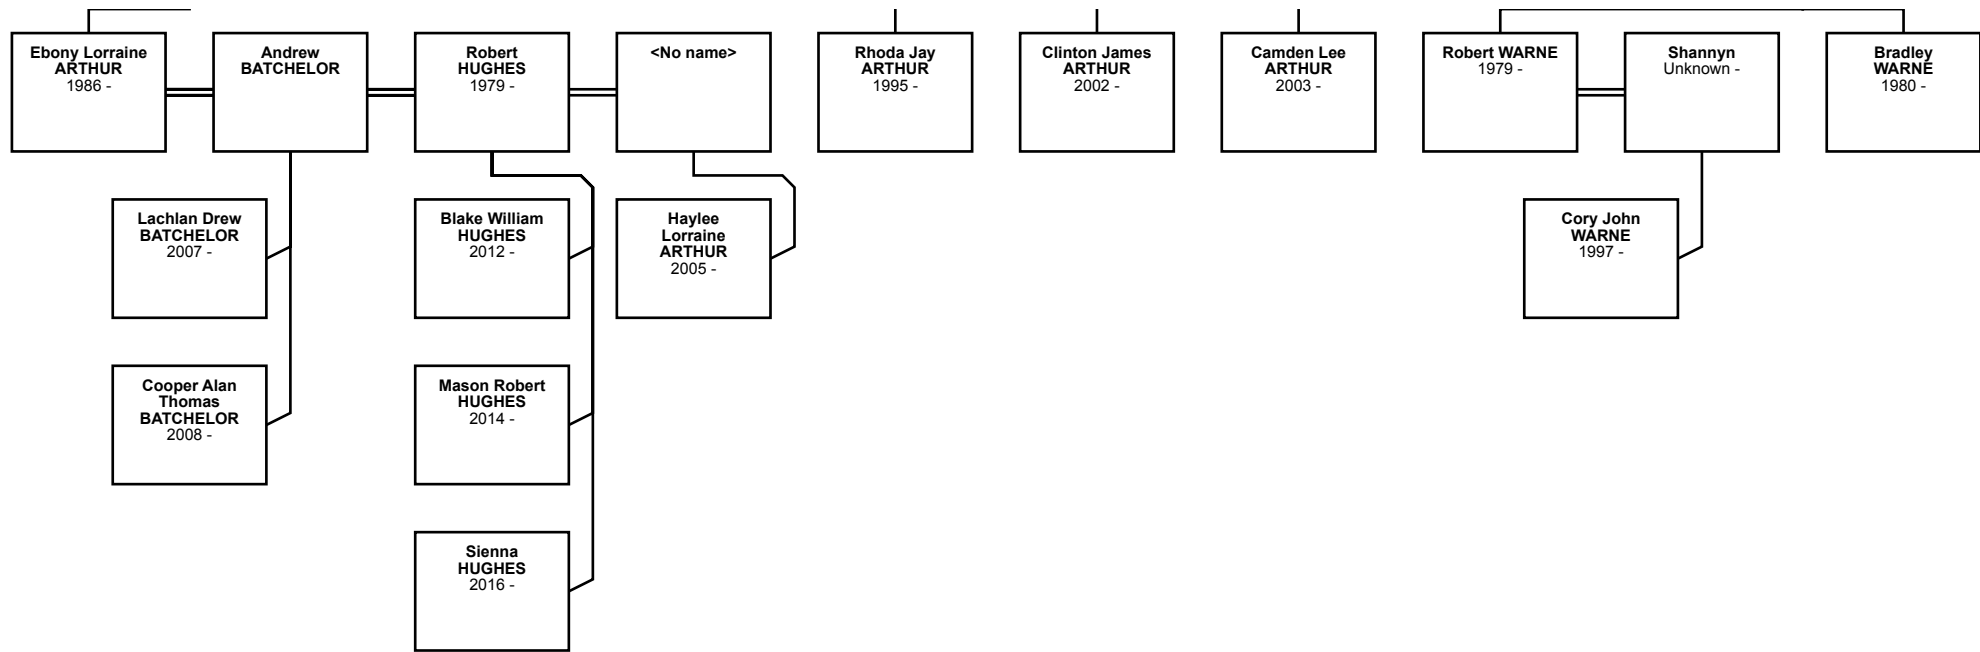 Ebony Lorraine
ARTHUR
1986 -
Andrew
BATCHELOR
Robert
HUGHES
1979 -
<No name>
Rhoda Jay
ARTHUR
1995 -
Clinton James
ARTHUR
2002 -
Camden Lee
ARTHUR
2003 -
Robert WARNE
1979 -
Shannyn
Unknown -
Bradley
WARNE
1980 -
Lachlan Drew
BATCHELOR
2007 -
Blake William
HUGHES
2012 -
Haylee
Lorraine
ARTHUR
2005 -
Cory John
WARNE
1997 -
Cooper Alan
Thomas
BATCHELOR
2008 -
Mason Robert
HUGHES
2014 -
Sienna
HUGHES
2016 -